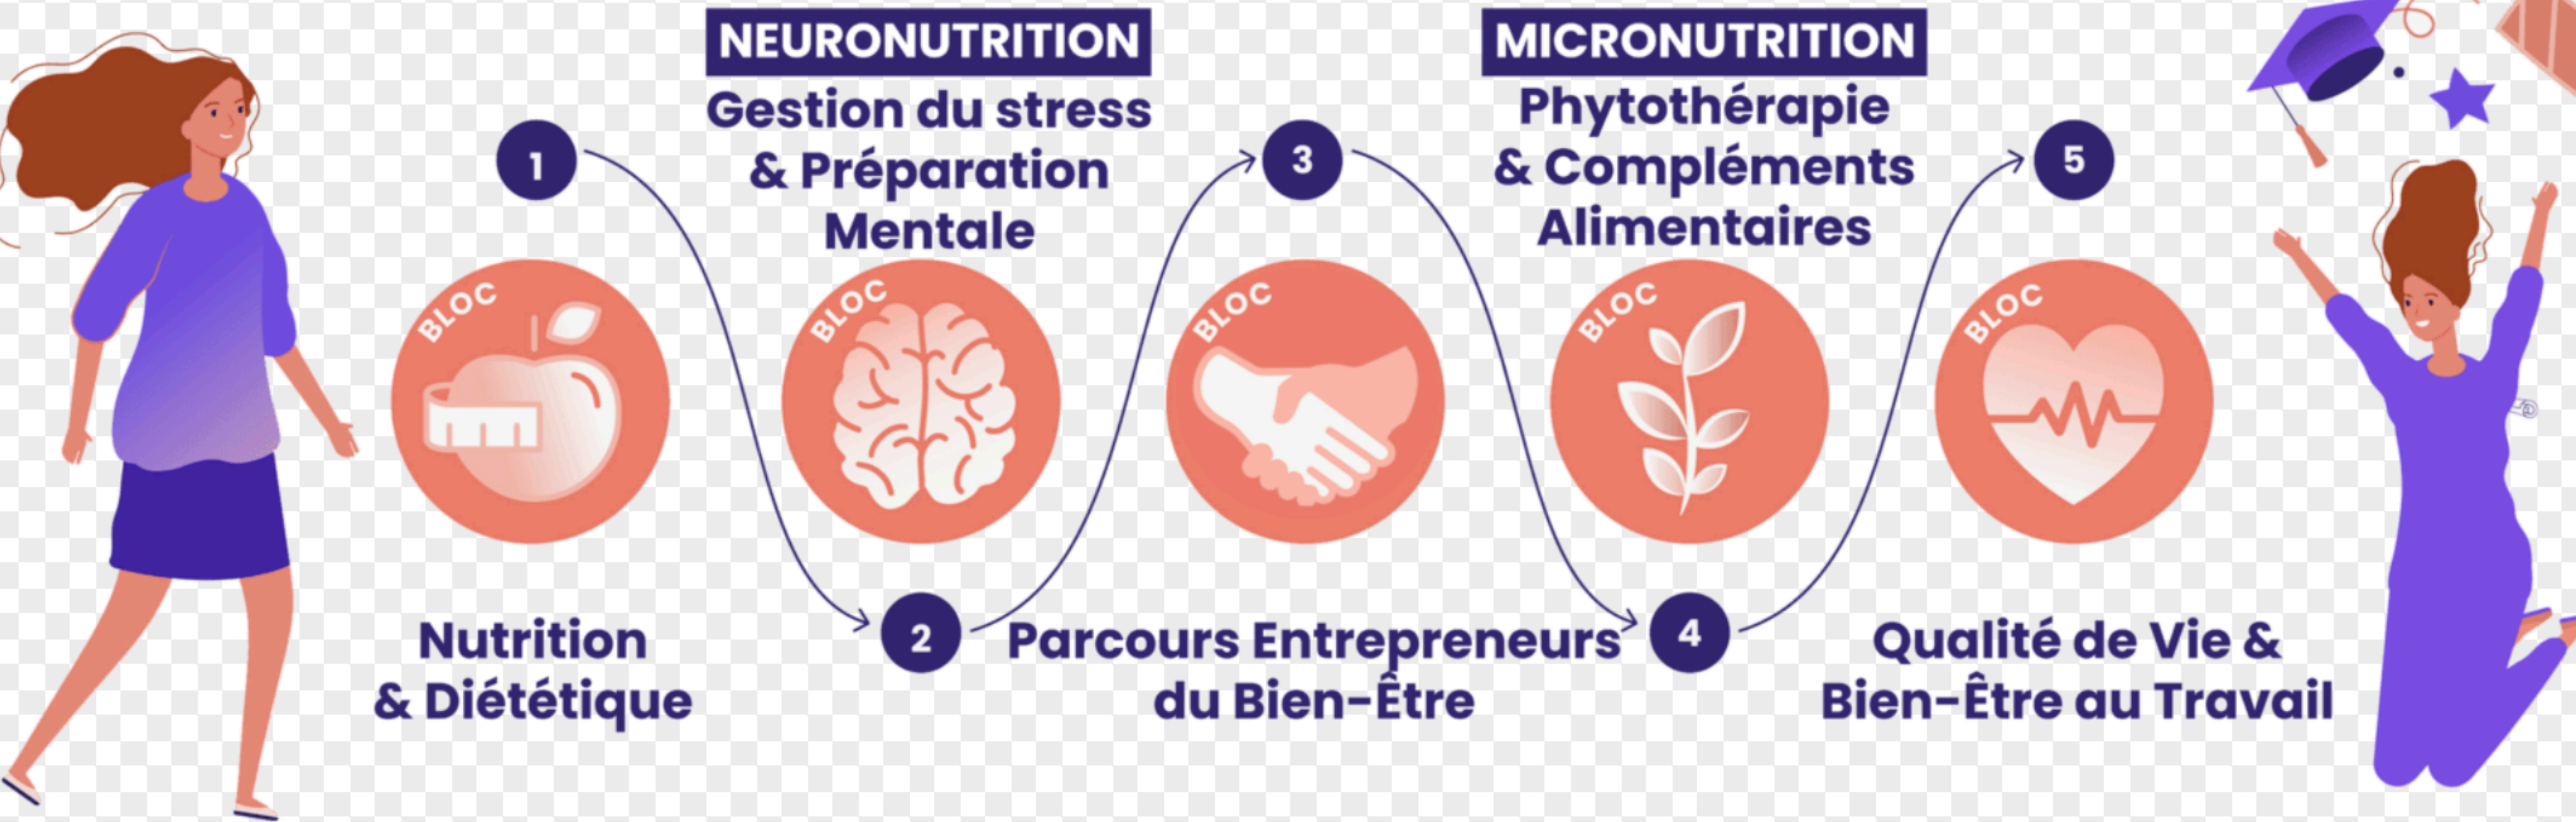 1
BLOC
Nutrition
& Diététique
NEURONUTRITION
Gestion du stress
& Préparation
Mentale
BLOC
2
3
BLOC
Parcours Entrepreneurs
du Bien-Être
MICRONUTRITION
Phytothérapie
& Compléments
Alimentaires
BLOC
4
5
BLOC
Qualité de Vie &
Bien-Être au Travail